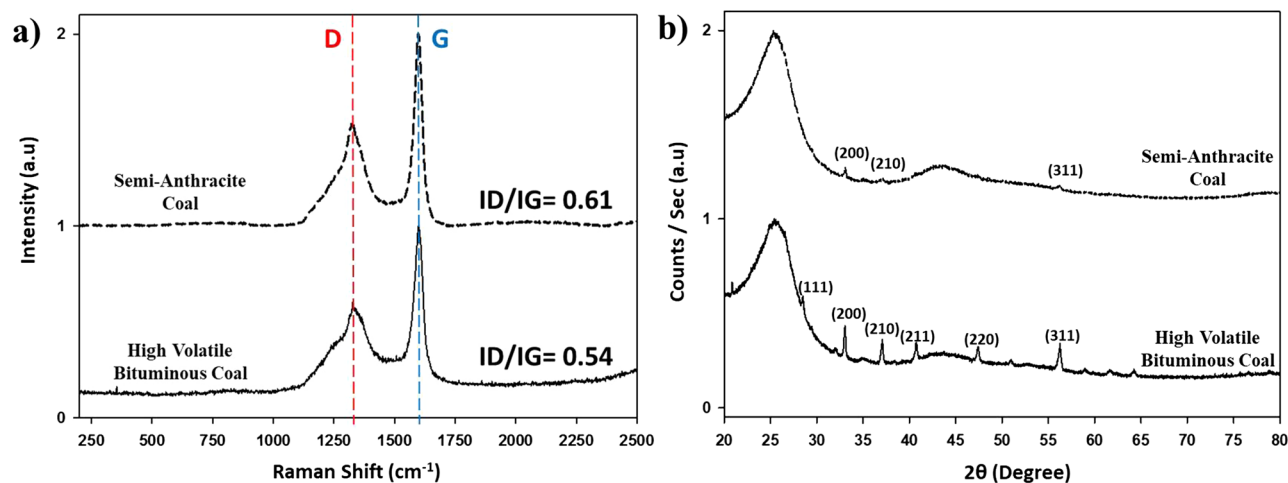 a)
D
G
2
1
0
Intensity (a.u)
Semi-Anthracite
Coal
ID/IG= 0.61
High Volatile
Bituminous Coal
ID/IG= 0.54
250 500 750 1000 1250 1500 1750 2000 2250 2500
Raman Shift (cm⁻¹)
b)
2
1
0
Counts / Sec (a.u)
(200) (210) (311)
Semi-Anthracite
Coal
(111) (200) (210) (211) (220) (311)
High Volatile
Bituminous Coal
20 25 30 35 40 45 50 55 60 65 70 75 80
2θ (Degree)